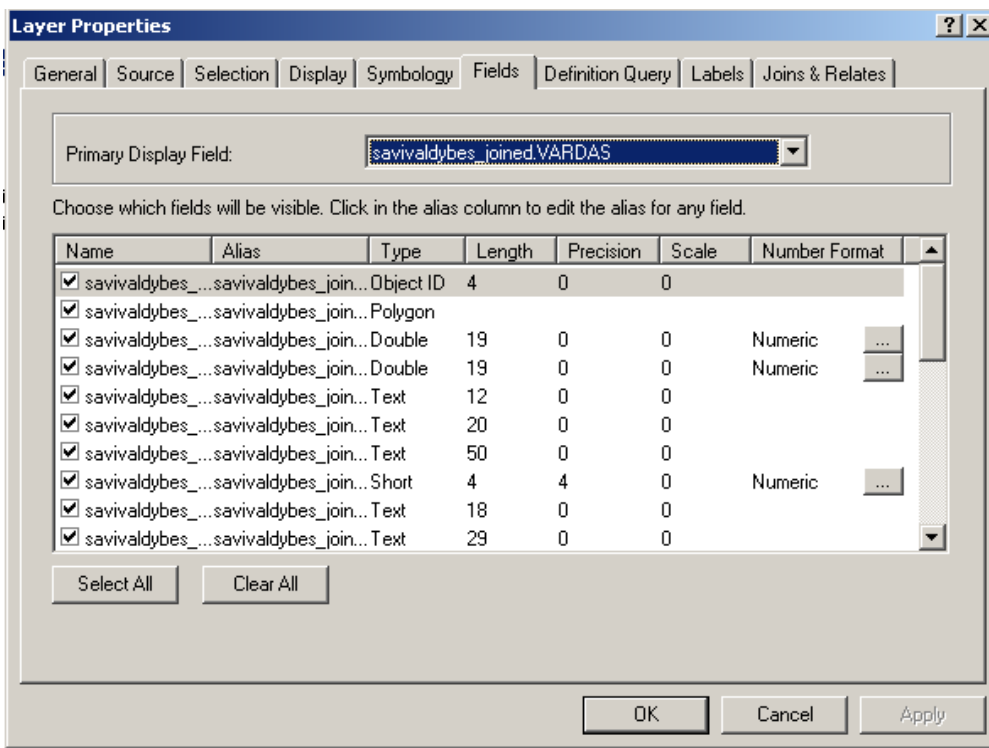 Layer Properties
General Source Selection Display Symbology Fields Definition Query Labels Joins & Relates
Primary Display Field: savivaldybes_joined.VARDAS
Choose which fields will be visible. Click in the alias column to edit the alias for any field.
Name Alias Type Length Precision Scale Number Format
savivaldybes_... savivaldybes_join... Object ID 4 0 0
savivaldybes_... savivaldybes_join... Polygon
savivaldybes_... savivaldybes_join... Double 19 0 0 Numeric ...
savivaldybes_... savivaldybes_join... Double 19 0 0 Numeric ...
savivaldybes_... savivaldybes_join... Text 12 0 0
savivaldybes_... savivaldybes_join... Text 20 0 0
savivaldybes_... savivaldybes_join... Text 50 0 0
savivaldybes_... savivaldybes_join... Short 4 4 0 Numeric ...
savivaldybes_... savivaldybes_join... Text 18 0 0
savivaldybes_... savivaldybes_join... Text 29 0 0
Select All Clear All
OK Cancel Apply